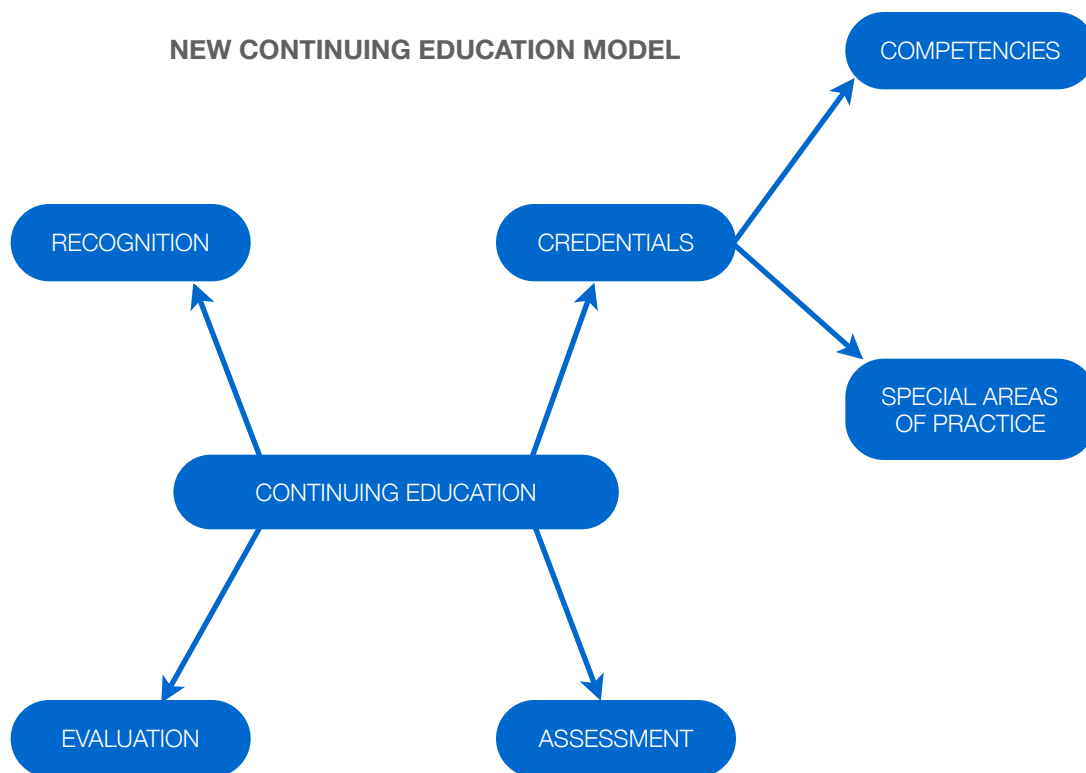 NEW CONTINUING EDUCATION MODEL
COMPETENCIES
RECOGNITION
CREDENTIALS
SPECIAL AREAS
OF PRACTICE
CONTINUING EDUCATION
EVALUATION
ASSESSMENT